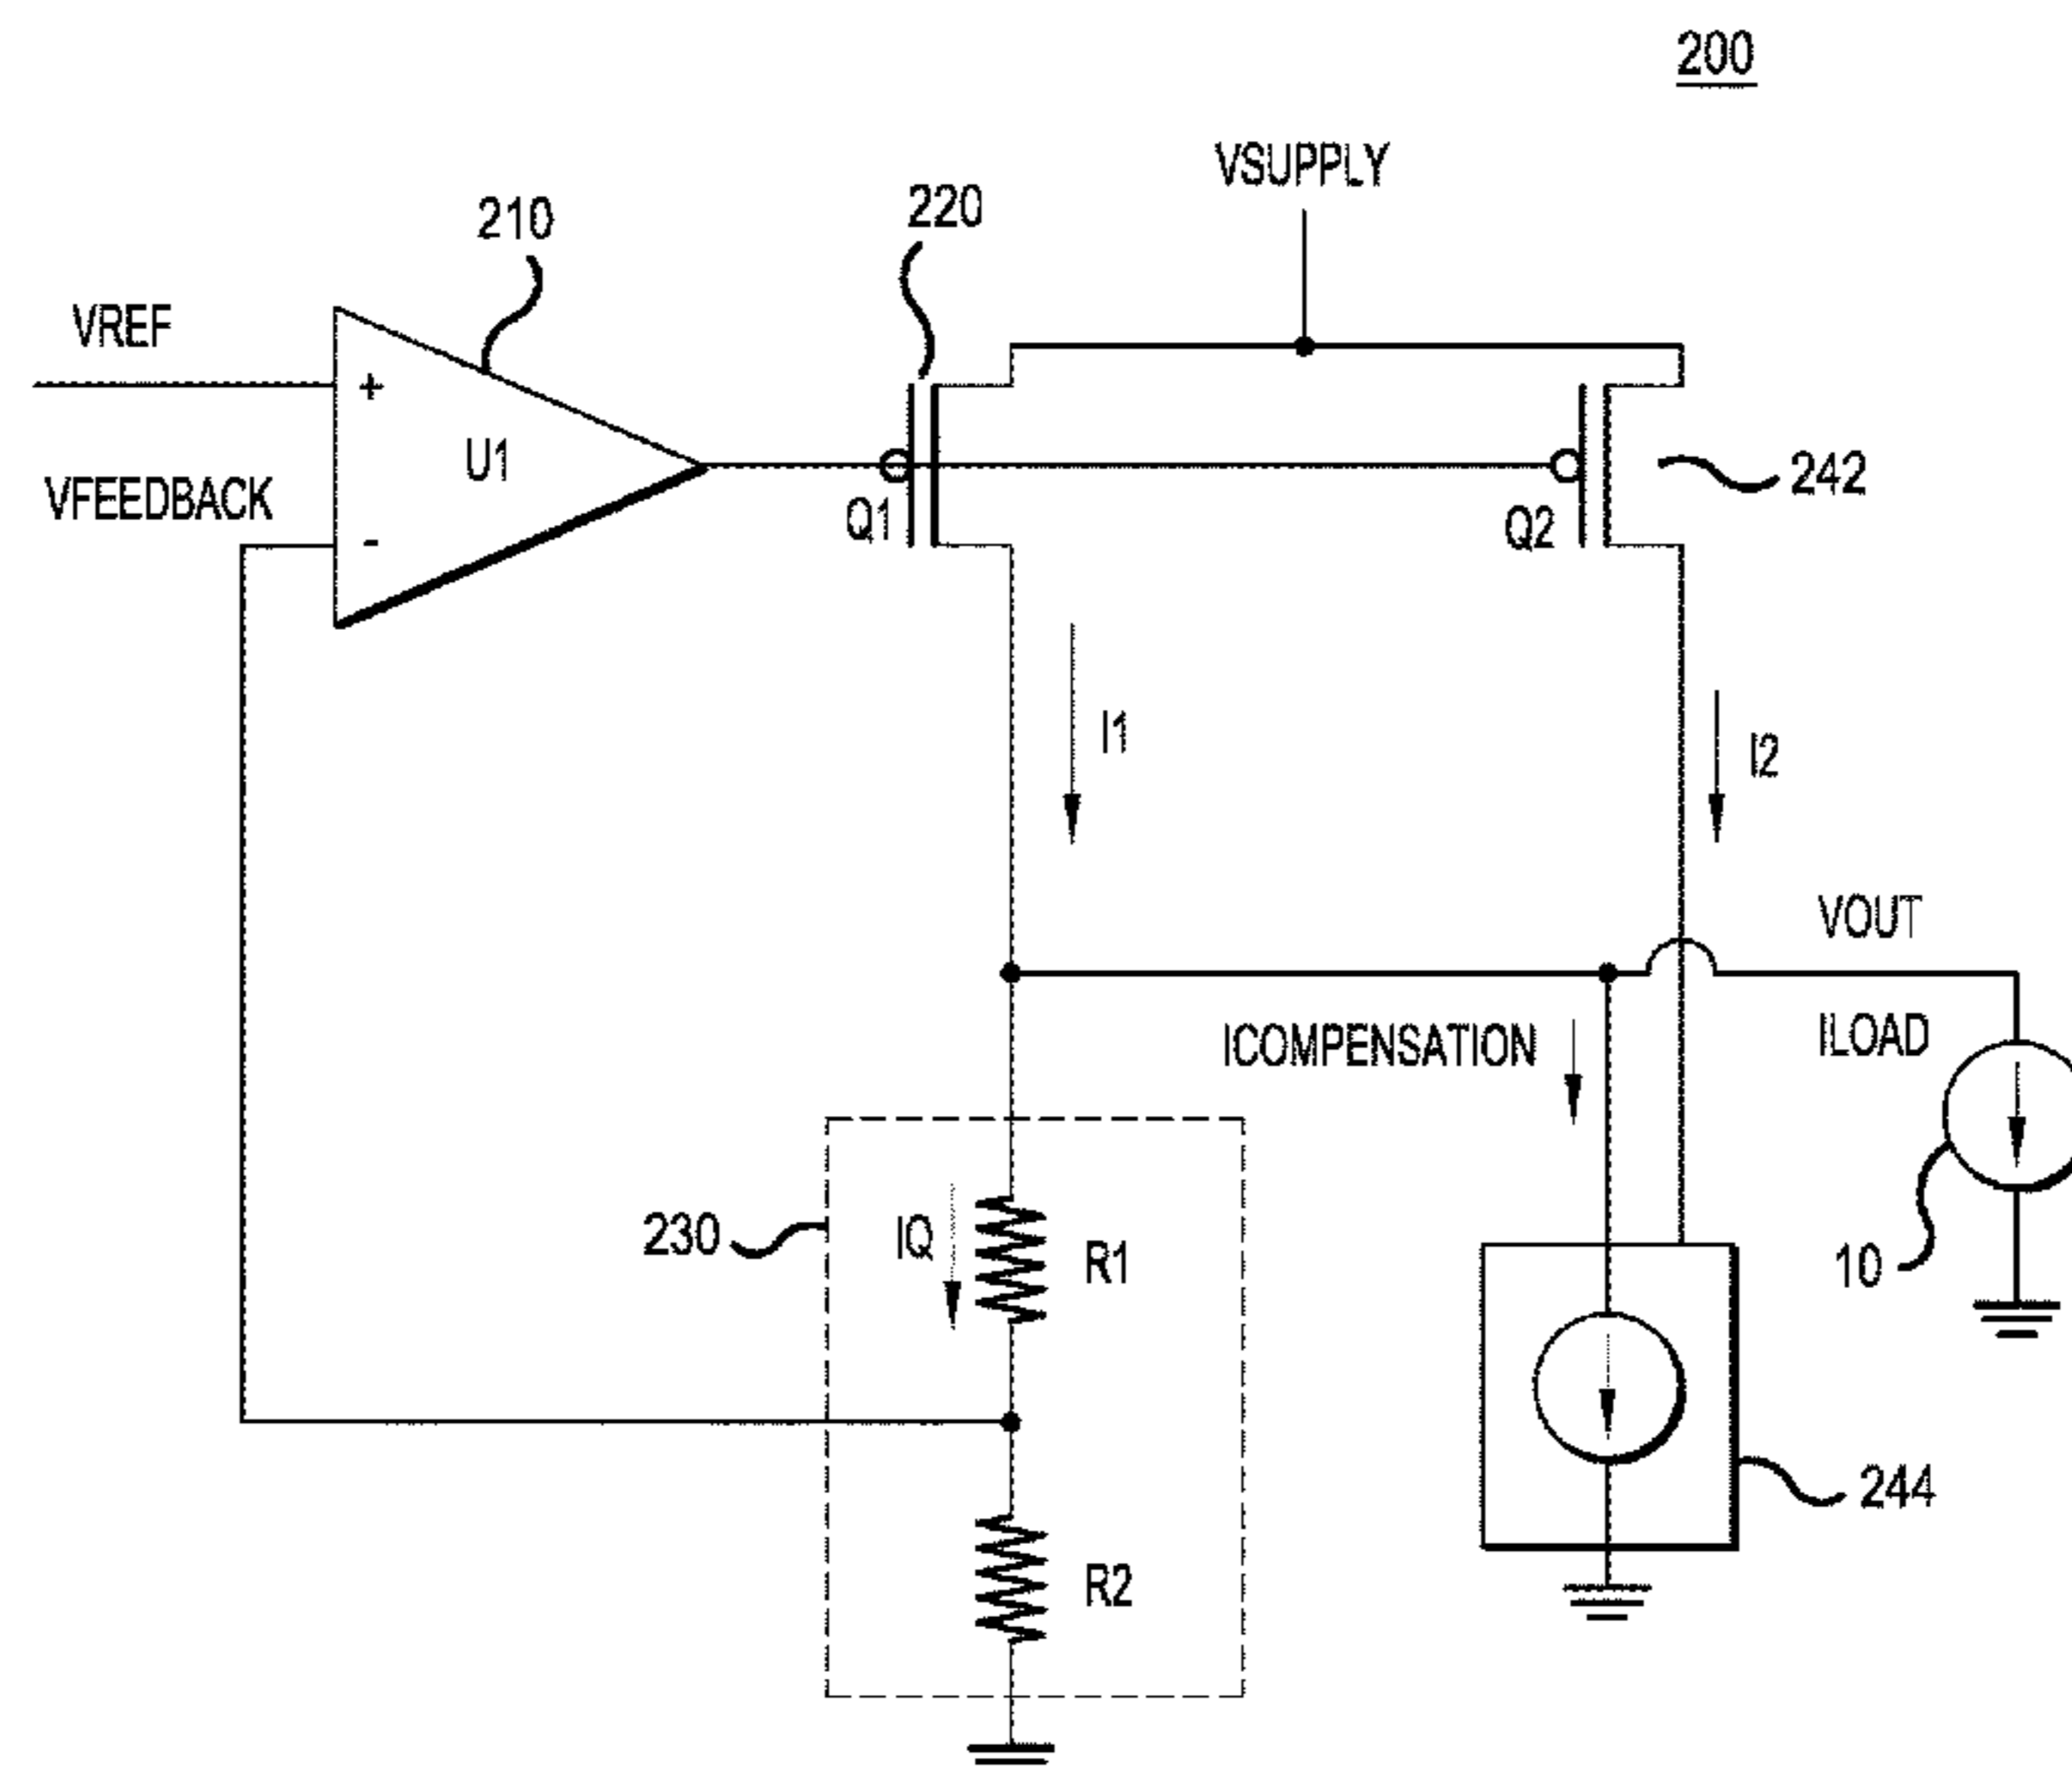 200
VSUPPLY
220
210
VREF
+
U1
VFEEDBACK
-
Q1
242
Q2
I1
I2
VOUT
ICOMPENSATION
ILOAD
230
IQ
R1
10
244
R2